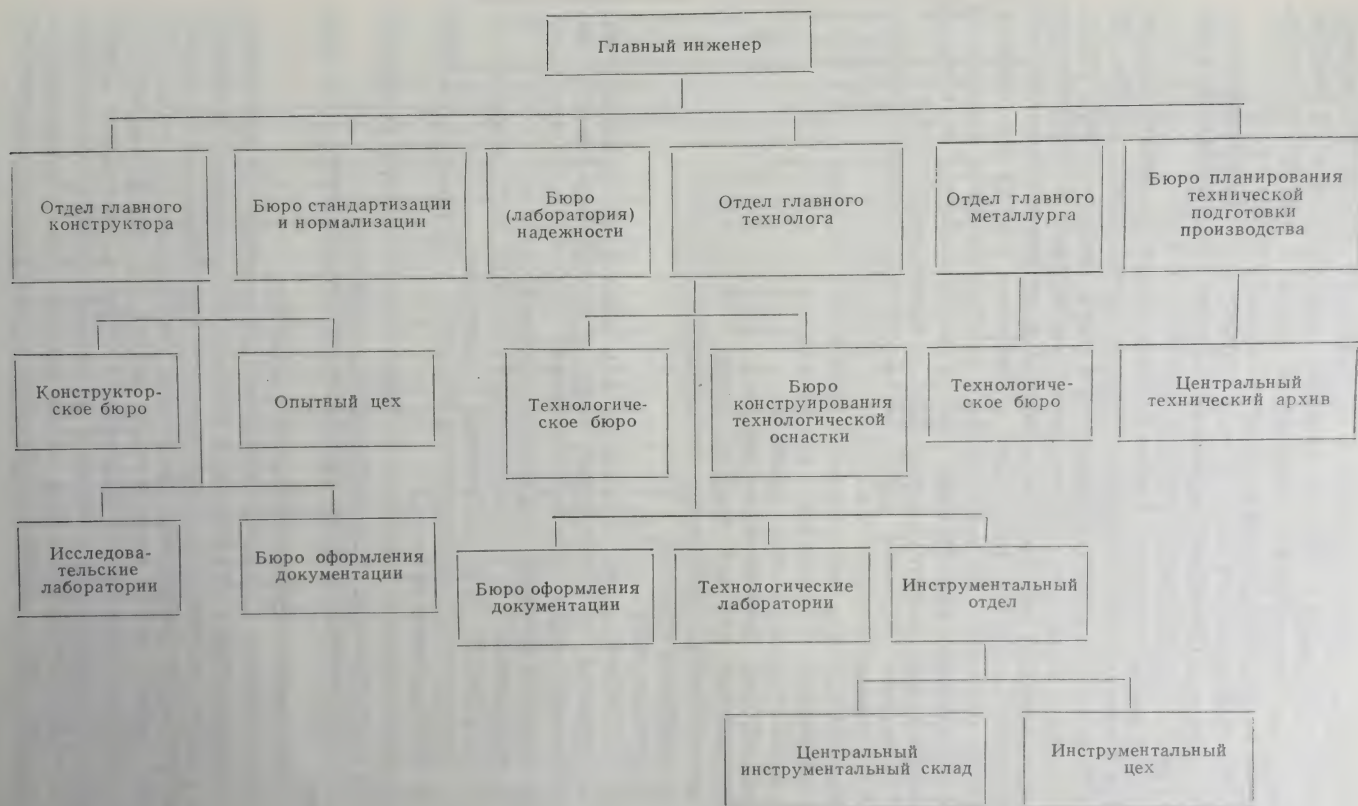 Главный инженер
Отдел главного
конструктора
Бюро стандартизации
и нормализации
Бюро
(лаборатория)
надежности
Отдел главного
технолога
Отдел главного
металлурга
Бюро планирования
технической
подготовки
производства
Конструктор-
ское бюро
Опытный цех
Технологиче-
ское бюро
Бюро
конструирования
технологической
оснастки
Технологиче-
ское бюро
Центральный
технический архив
Исследова-
тельские
лаборатории
Бюро оформления
документации
Бюро оформления
документации
Технологические
лаборатории
Инструментальный
отдел
Центральный
инструментальный склад
Инструментальный
цех